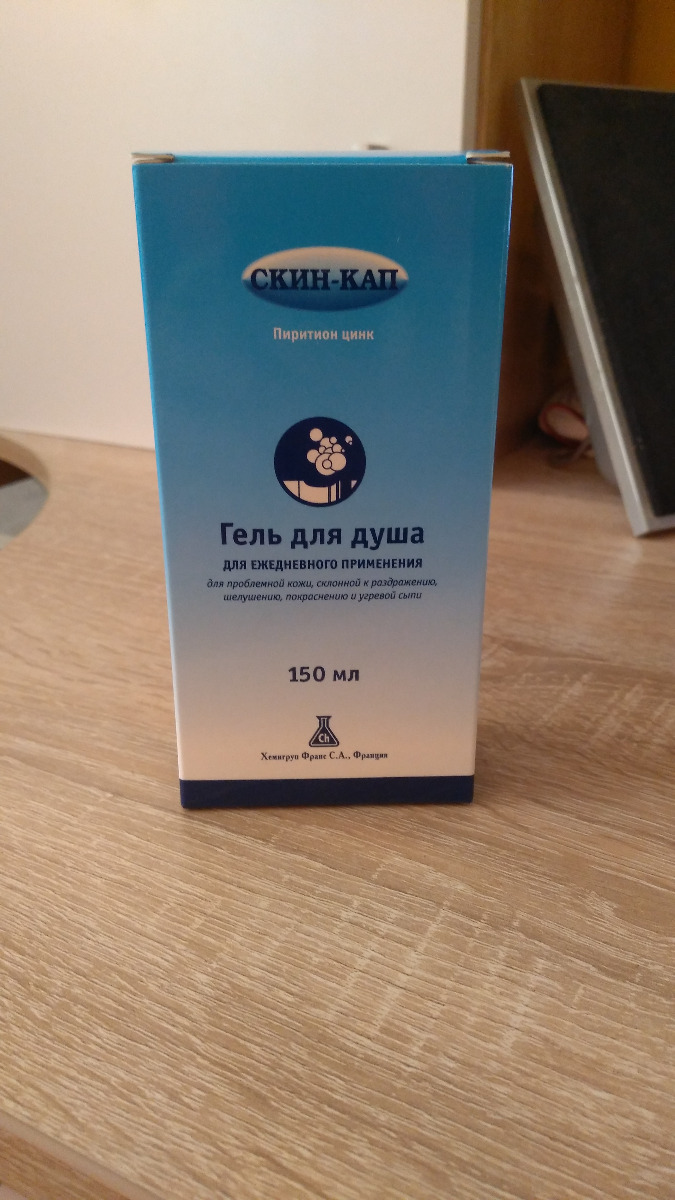 СКИН-КАП
Пиритион цинк
Гель для душа
ДЛЯ ЕЖЕДНЕВНОГО ПРИМЕНЕНИЯ
для проблемной кожи, склонной к раздражению,
шелушению, покраснению и угревой сыпи
150 мл
Ch
Хемигруп Франс С.А., Франция